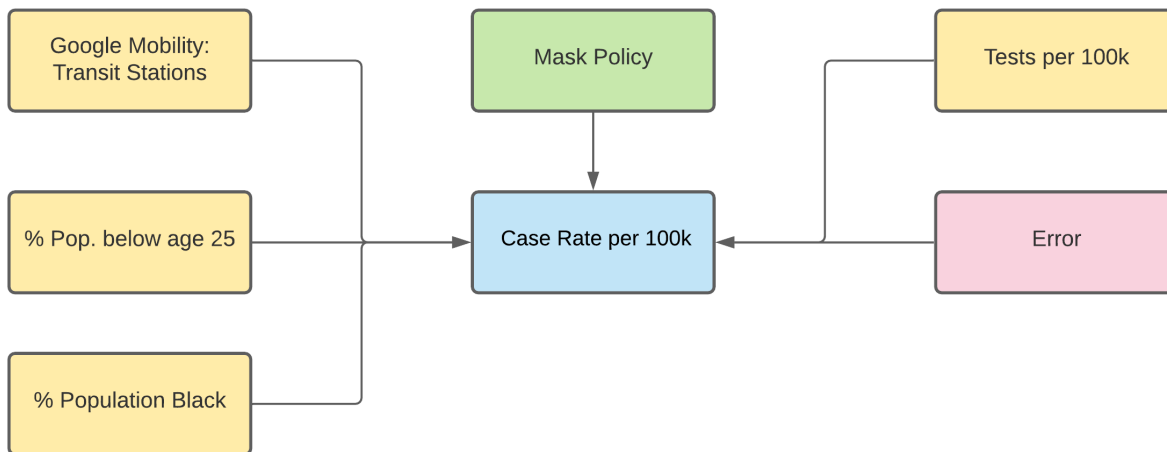 Google Mobility:
Transit Stations
Mask Policy
Tests per 100k
% Pop. below age 25
Case Rate per 100k
Error
% Population Black